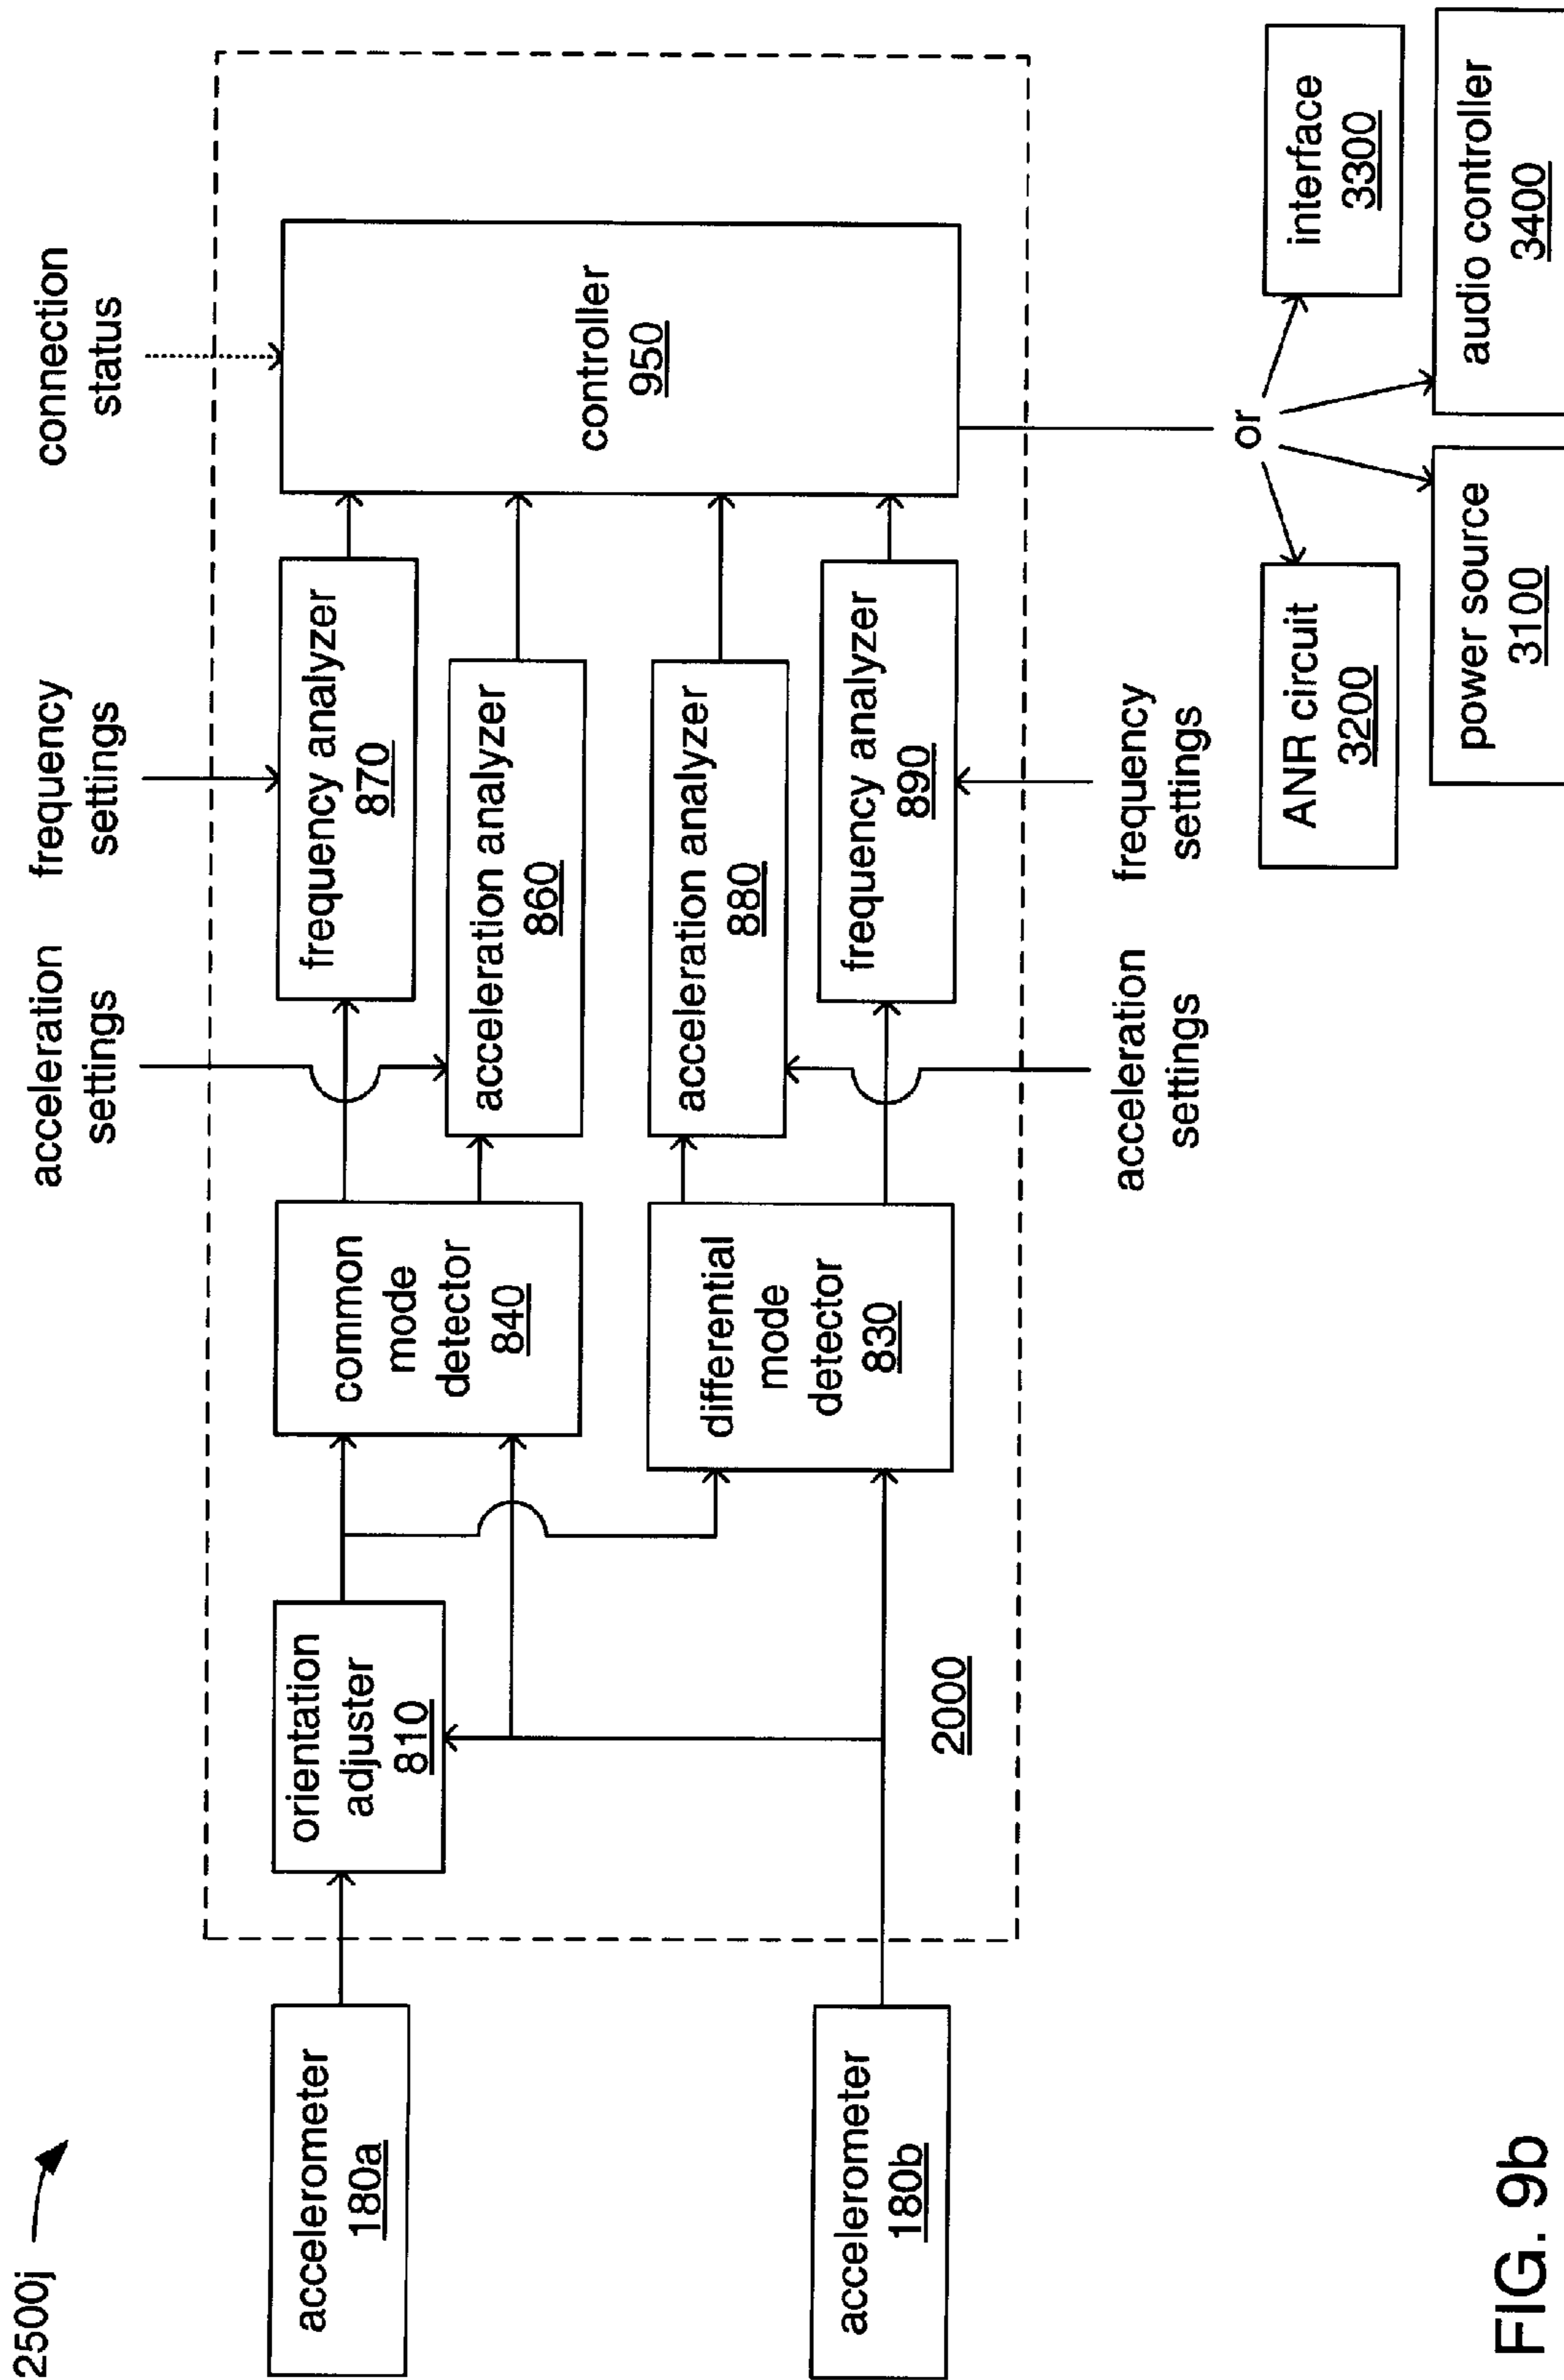 2500j
connection
status
frequency
settings
acceleration
settings
controller
950
frequency analyzer
870
acceleration analyzer
860
acceleration analyzer
880
frequency analyzer
890
common
mode
detector
840
differential
mode
detector
830
orientation
adjuster
810
accelerometer
180a
accelerometer
180b
2000
acceleration
settings
frequency
settings
or
ANR circuit
3200
interface
3300
power source
3100
audio controller
3400
FIG. 9b